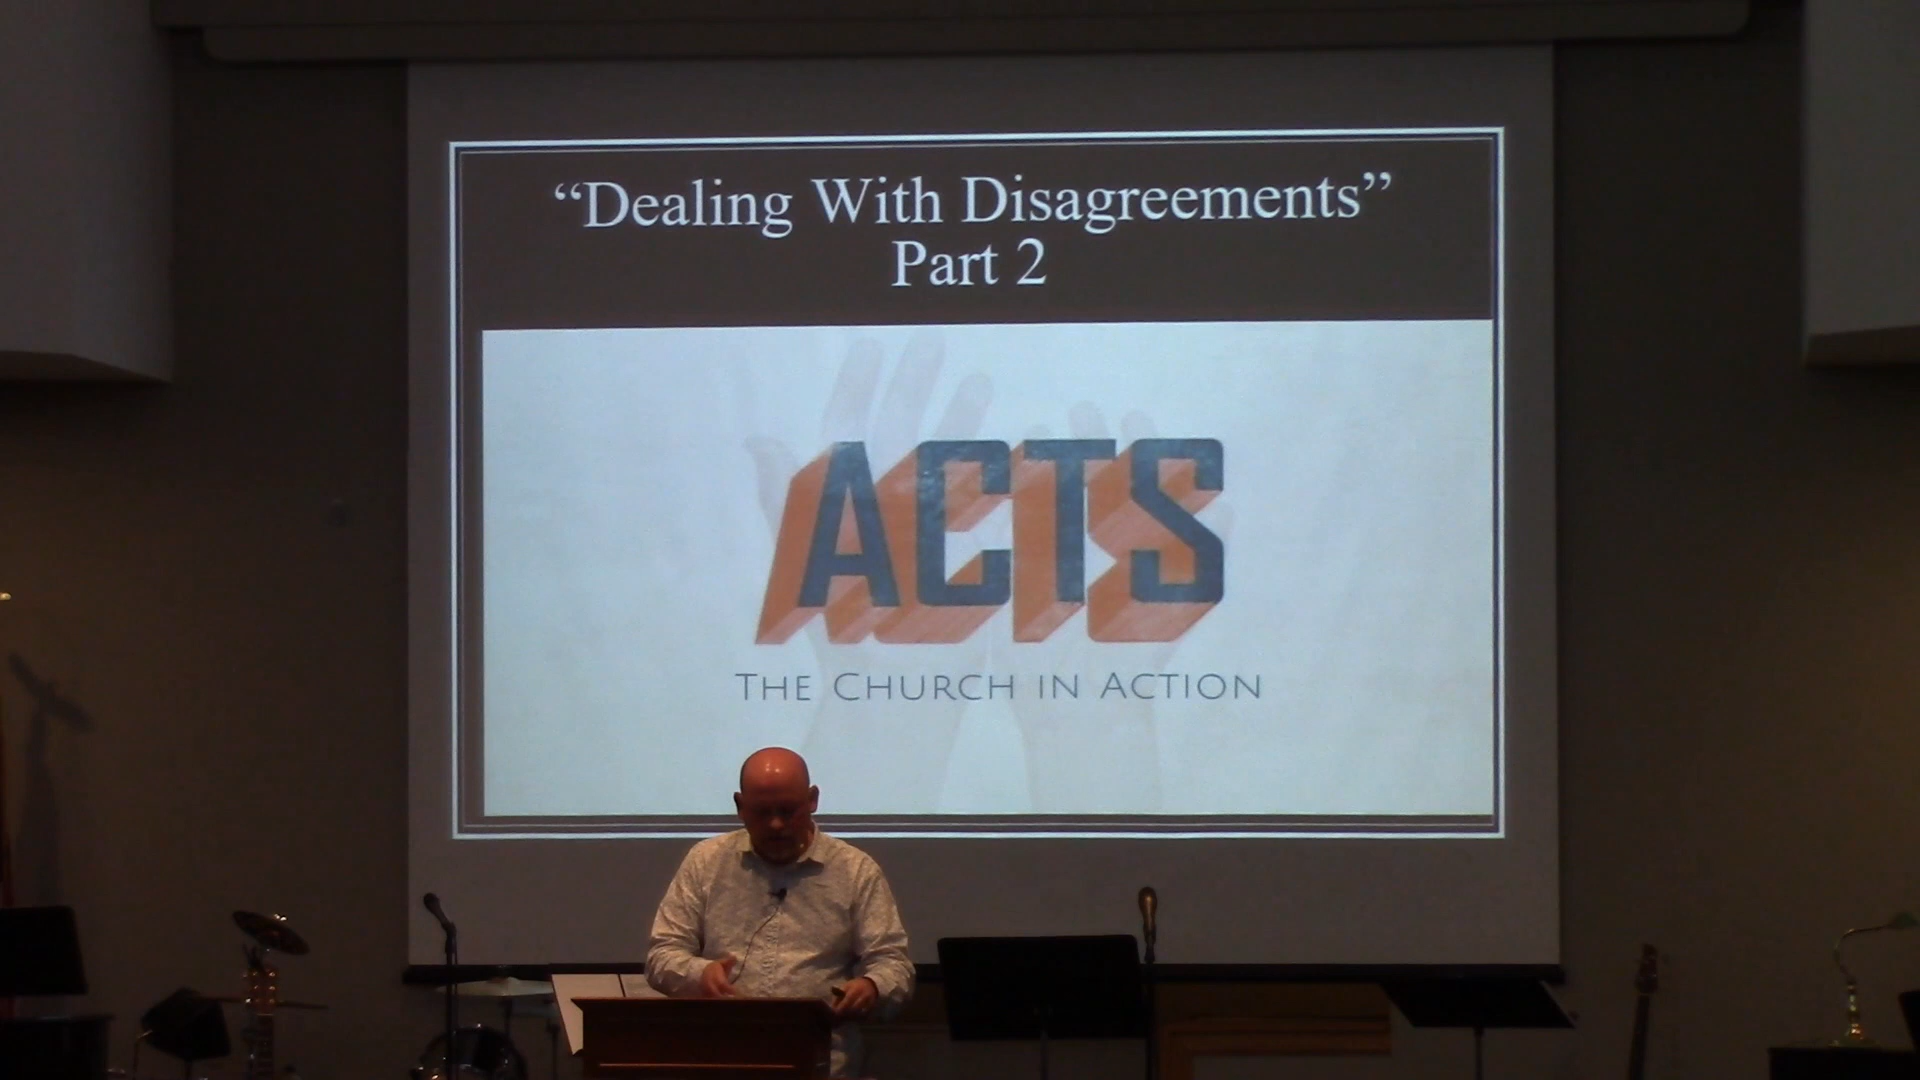 “Dealing With Disagreements”
Part 2
ACTS
The Church in Action